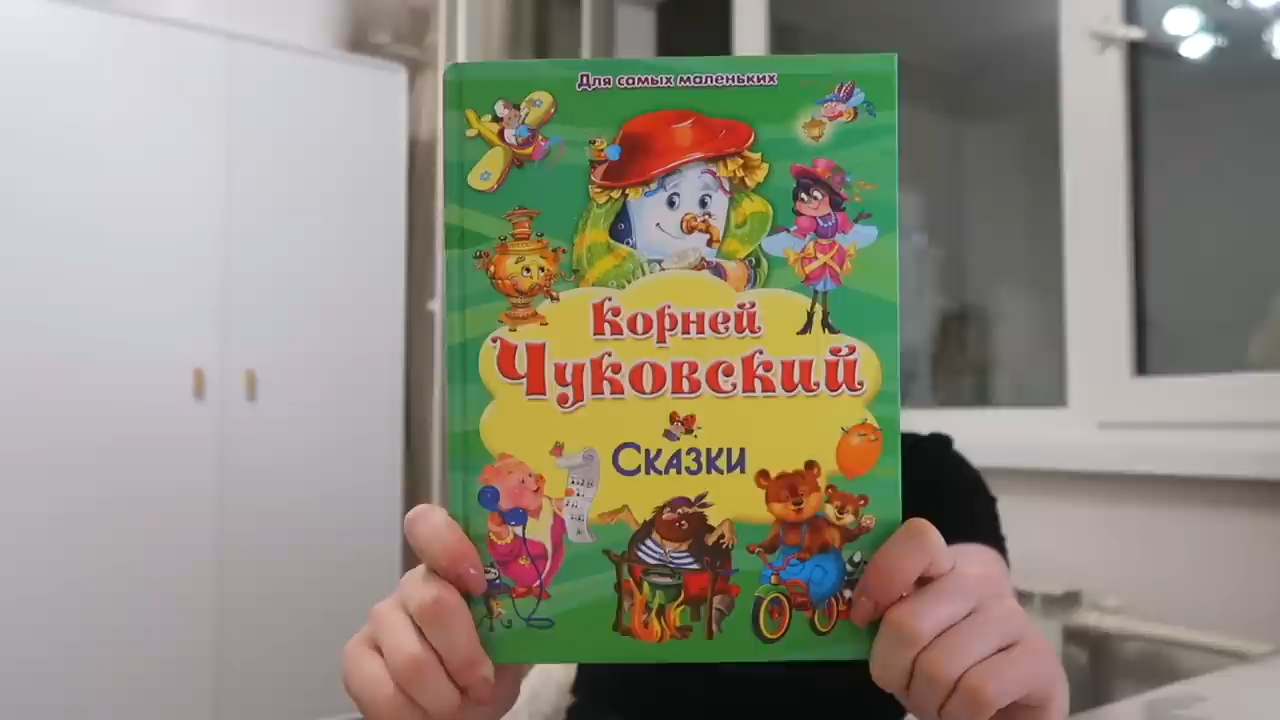 Для самых маленьких
Корней
Чуковский
Сказки